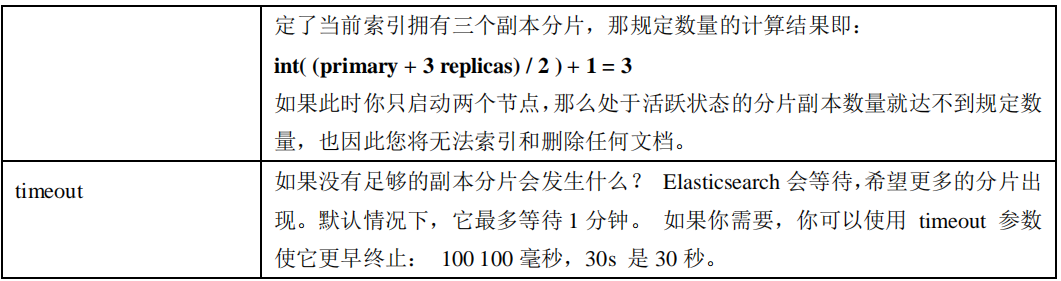 定了当前索引拥有三个副本分片，那规定数量的计算结果即：
int( (primary + 3 replicas) / 2 ) + 1 = 3
如果此时你只启动两个节点，那么处于活跃状态的分片副本数量就达不到规定数
量，也因此您将无法索引和删除任何文档。
timeout
如果没有足够的副本分片会发生什么？ Elasticsearch 会等待，希望更多的分片出
现。默认情况下，它最多等待 1 分钟。 如果你需要，你可以使用 timeout 参数
使它更早终止： 100 100 毫秒，30s 是 30 秒。